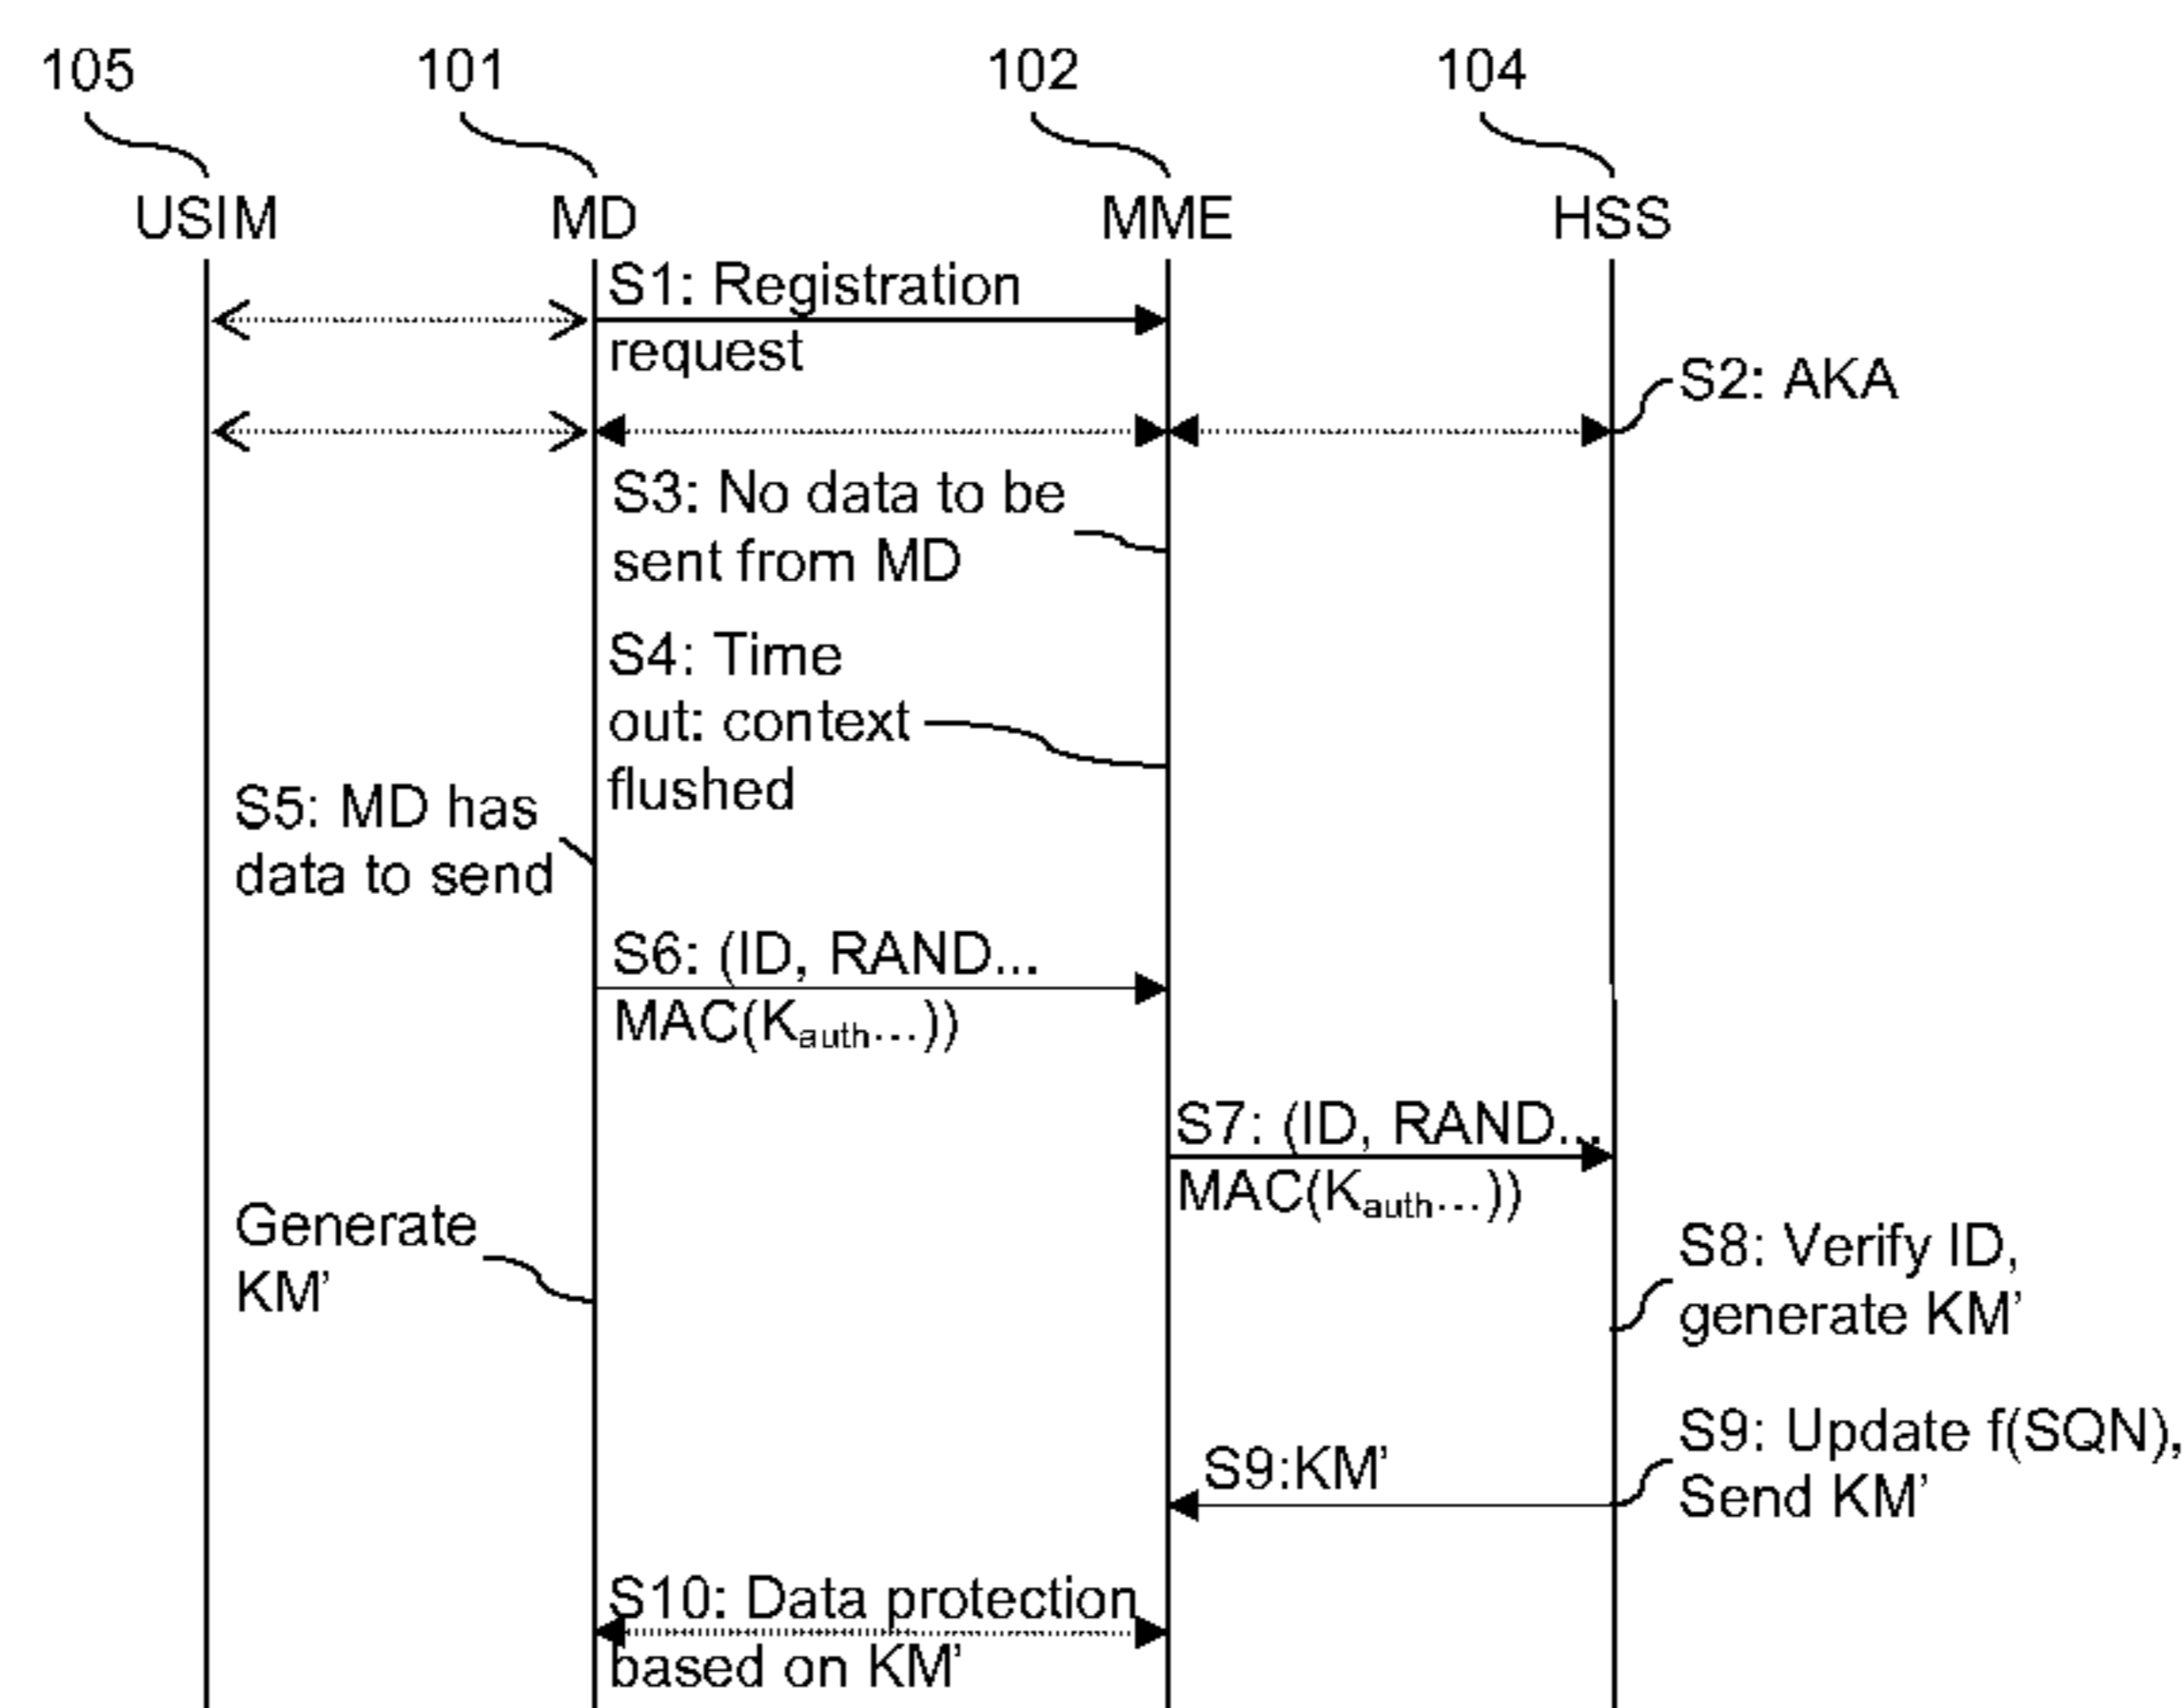 105
101
102
104
USIM
MD
MME
HSS
S1: Registration
request
S2: AKA
S3: No data to be
sent from MD
S4: Time
out: context
flushed
S5: MD has
data to send
S6: (ID, RAND...
MAC(Kauth...))
S7: (ID, RAND...
MAC(Kauth...))
Generate
KM'
S8: Verify ID,
generate KM'
S9: Update f(SQN),
Send KM'
S9:KM'
S10: Data protection
based on KM'